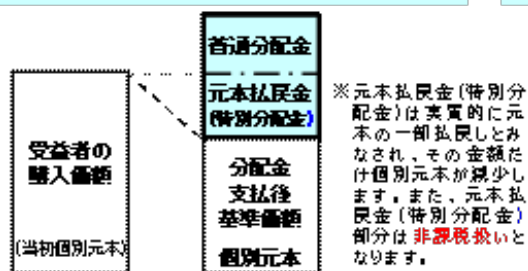 普通分配金
元本払戻金
(特別分配金)
受益者の
購入価額
(当初個別元本)
分配金
支払後
基準価額
個別元本
※元本払戻金(特別分
配金)は実質的に元
本の一部払戻しとみ
なされ、その金額だ
け個別元本が減少し
ます。また、元本払
戻金(特別分配金)
部分は非課税扱いと
なります。